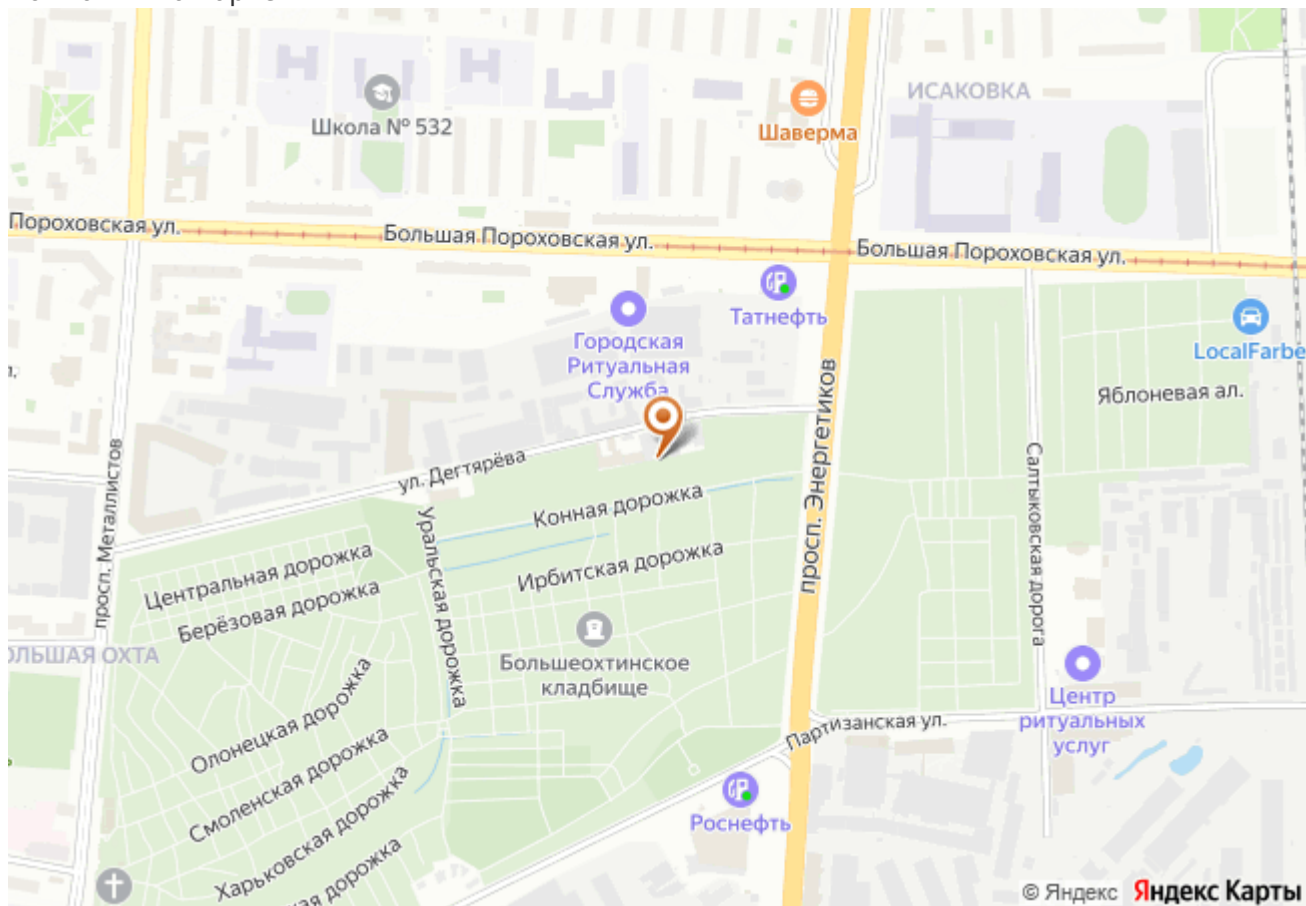 ИСАКОВКА
Школа № 532
Шаверма
Пороховская ул.
Большая Пороховская ул.
Большая Пороховская ул.
Татнефть
Городская
Ритуальная
Служба
LocalFarbe
Яблоневая ал.
просп. Энергетиков
ул. Дегтярёва
просп. Металлистов
Салтыковская дорога
Уральская дорожка
Конная дорожка
Центральная дорожка
Ирбитская дорожка
Берёзовая дорожка
ОЛЬШАЯ ОХТА
Большеохтинское
кладбище
Олонецкая дорожка
Центр
ритуальных
услуг
Партизанская ул.
Смоленская дорожка
Роснефть
Харьковская дорожка
дорожка
© Яндекс Яндекс Карты